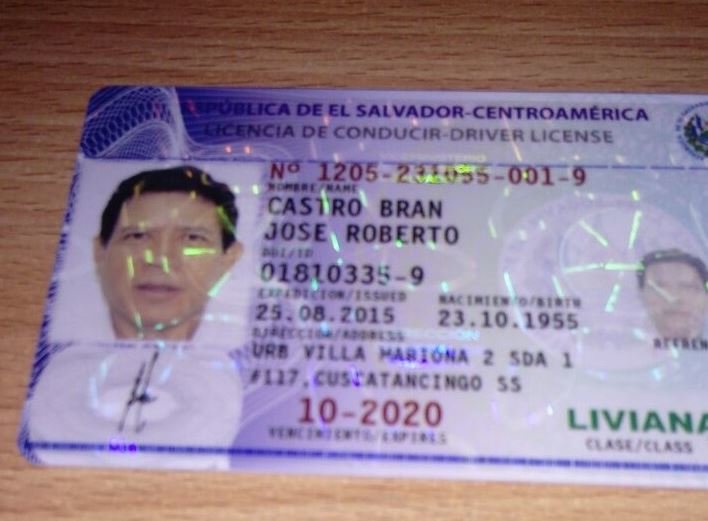 REPÚBLICA DE EL SALVADOR-CENTROAMÉRICA
LICENCIA DE CONDUCIR-DRIVER LICENSE
Nº 1205-231055-001-9
NOMBRE/NAME
CASTRO BRAN
JOSE ROBERTO
DUI/ID
01810335-9
EXPEDICION/ISSUED NACIMIENTO/BIRTH
25.08.2015 23.10.1955
DIRECCION/ADDRESS
URB VILLA MARIONA 2 SDA 1
#117,CUSCATANCINGO SS
10-2020
VENCIMIENTO/EXPIRES
LIVIANA
CLASE/CLASS